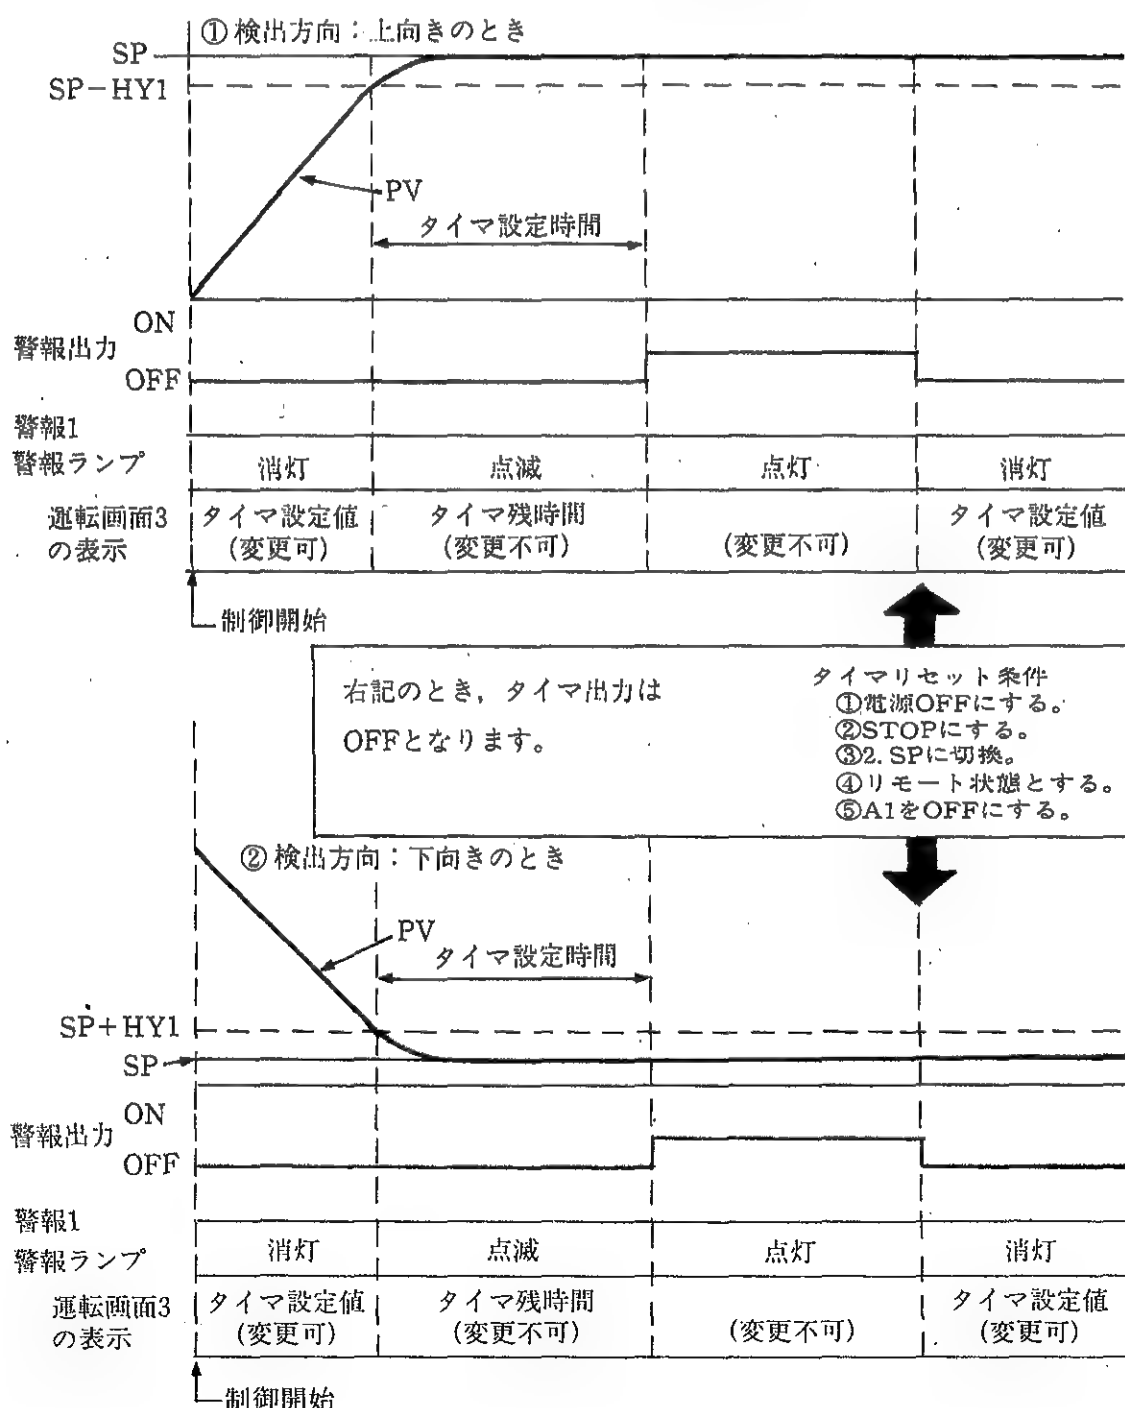 ①検出方向：上向きのとき
SP
SP−HY1
PV
タイマ設定時間
ON
警報出力
OFF
警報1
警報ランプ 消灯 点滅 点灯 消灯
運転画面3 タイマ設定値 タイマ残時間 タイマ設定値
の表示 (変更可) (変更不可) (変更不可) (変更可)
制御開始
右記のとき，タイマ出力は
OFFとなります。
タイマリセット条件
①電源OFFにする。
②STOPにする。
③2. SPに切換。
④リモート状態とする。
⑤A1をOFFにする。
②検出方向：下向きのとき
PV
タイマ設定時間
SP+HY1
SP
ON
警報出力
OFF
警報1
警報ランプ 消灯 点滅 点灯 消灯
運転画面3 タイマ設定値 タイマ残時間 タイマ設定値
の表示 (変更可) (変更不可) (変更不可) (変更可)
制御開始